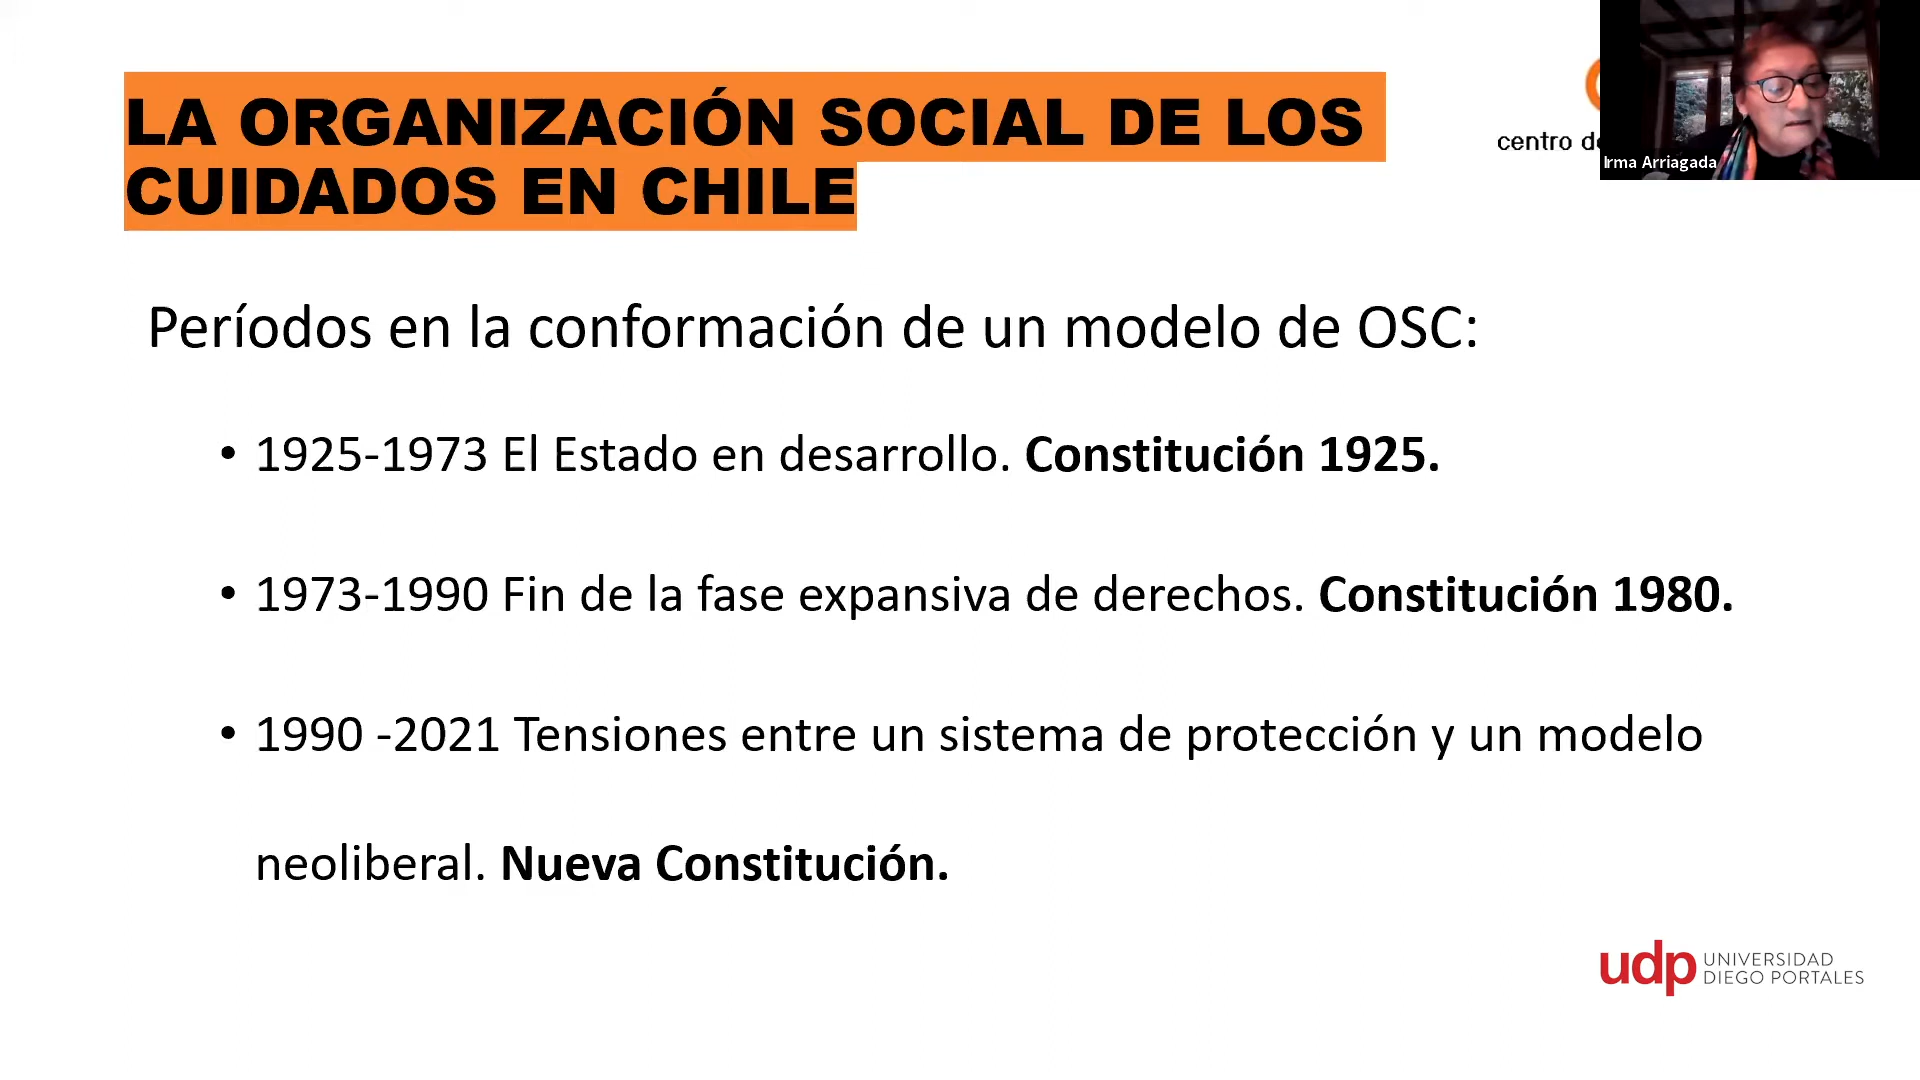 LA ORGANIZACIÓN SOCIAL DE LOS
CUIDADOS EN CHILE
centro de
Irma Arriagada
Períodos en la conformación de un modelo de OSC:
• 1925-1973 El Estado en desarrollo. Constitución 1925.
• 1973-1990 Fin de la fase expansiva de derechos. Constitución 1980.
• 1990 -2021 Tensiones entre un sistema de protección y un modelo
neoliberal. Nueva Constitución.
udp UNIVERSIDAD
DIEGO PORTALES